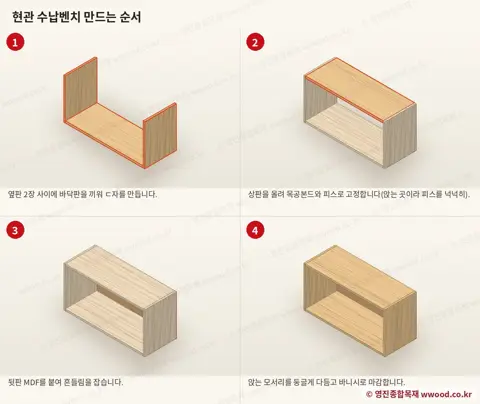 현관 수납벤치 만드는 순서
1
2
옆판 2장 사이에 바닥판을 끼워 ㄷ자를 만듭니다.
상판을 올려 목공본드와 피스로 고정합니다(앉는 곳이라 피스를 넉넉히).
3
4
뒷판 MDF를 붙여 흔들림을 잡습니다.
앉는 모서리를 둥글게 다듬고 바니시로 마감합니다.
© 영진종합목재 wwood.co.kr